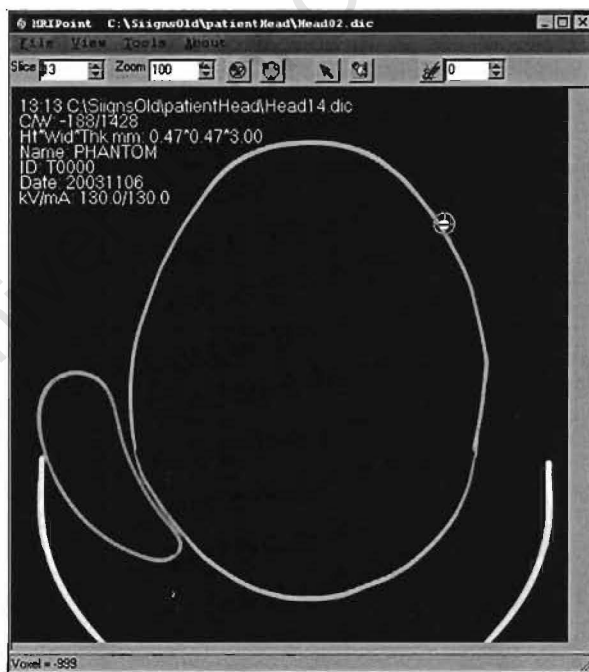 MRIPoint C:\SiignsOld\patientHead\Head02.dic
File View Tools About
Slice 13 Zoom 100 0
13:13 C:\SiignsOld\patientHead\Head14.dic
C/W: -188/1428
Ht*Wid*Thk mm: 0.47*0.47*3.00
Name: PHANTOM
ID: T0000
Date: 20031106
kV/mA: 130.0/130.0
Voxel = -999